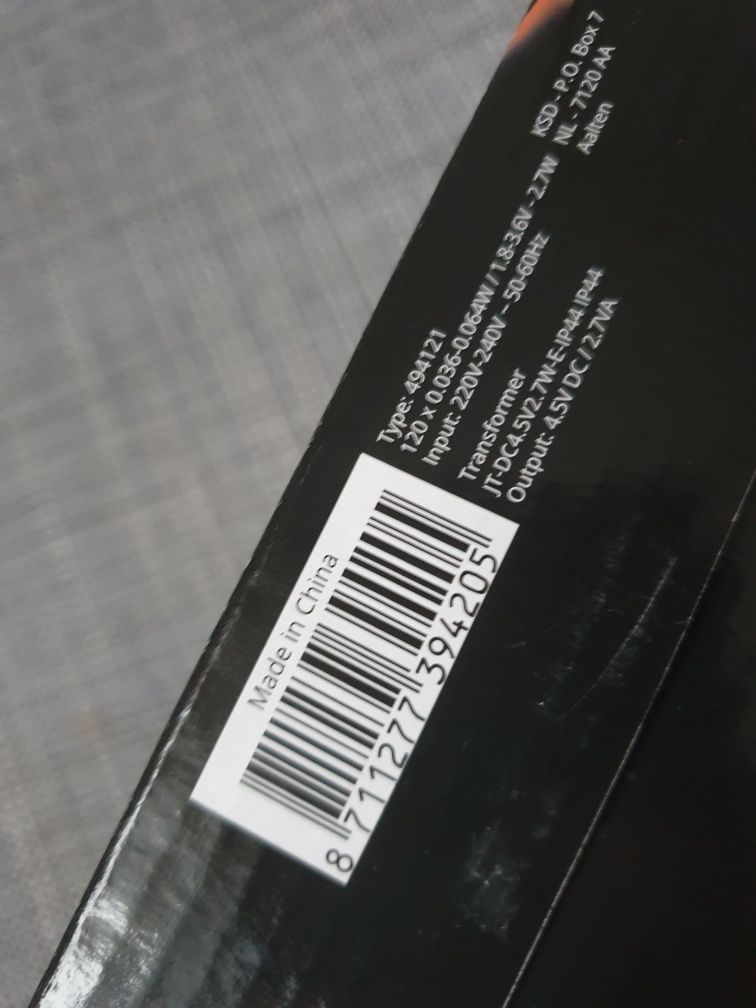 KSD - P.O. Box 7
NL - 7120 AA
Aalten
Type: 494121
120 x 0.036-0.064W / 1.8-3.6V - 2.7W
Input: 220V-240V ~ 50-60Hz
Transformer
JT-DC4.5V2.7W-E-IP44 IP44
Output: 4.5V DC / 2.7VA
Made in China
8 711277 394205